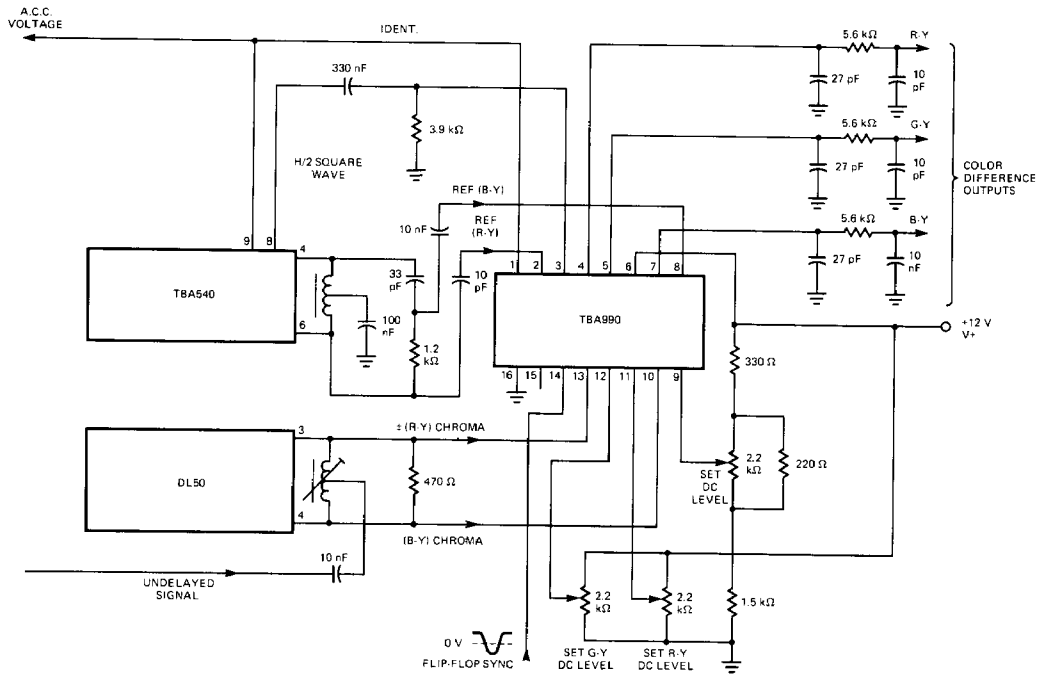 A.C.C.
VOLTAGE
IDENT.
330 nF
3.9 kΩ
H/2 SQUARE
WAVE
5.6 kΩ
R-Y
27 pF
10
pF
5.6 kΩ
G-Y
27 pF
10
pF
5.6 kΩ
B-Y
27 pF
10
nF
COLOR
DIFFERENCE
OUTPUTS
REF (B-Y)
REF
(R-Y)
10 nF
9
8
4
6
TBA540
33
pF
100
nF
1.2
kΩ
10
pF
1
2
3
4
5
6
7
8
TBA990
16
15
14
13
12
11
10
9
+12 V
V+
330 Ω
2.2
kΩ
220 Ω
SET
DC
LEVEL
3
4
DL50
± (R-Y) CHROMA
470 Ω
(B-Y) CHROMA
10 nF
UNDELAYED
SIGNAL
2.2
kΩ
2.2
kΩ
1.5 kΩ
0 V
FLIP-FLOP SYNC
SET G-Y
DC LEVEL
SET R-Y
DC LEVEL